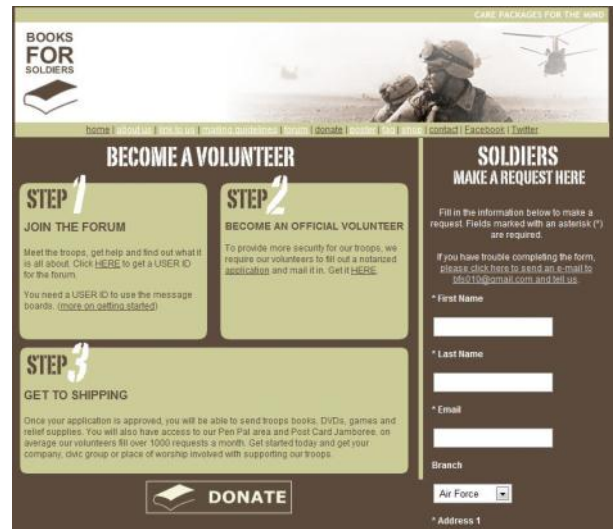 CARE PACKAGES FOR THE MIND
BOOKS
FOR
SOLDIERS
home | about us | link to us | mailing guidelines | forum | donate | poster | faq | shop | contact | Facebook | Twitter
BECOME A VOLUNTEER
STEP 1
JOIN THE FORUM
Meet the troops, get help and find out what it
is all about. Click HERE to get a USER ID
for the forum.
You need a USER ID to use the message
boards. (more on getting started)
STEP 2
BECOME AN OFFICIAL VOLUNTEER
To provide more security for our troops, we
require our volunteers to fill out a notarized
application and mail it in. Get it HERE.
STEP 3
GET TO SHIPPING
Once your application is approved, you will be able to send troops books, DVDs, games and
relief supplies. You will also have access to our Pen Pal area and Post Card Jamboree, on
average our volunteers fill over 1000 requests a month. Get started today and get your
company, civic group or place of worship involved with supporting our troops.
DONATE
SOLDIERS
MAKE A REQUEST HERE
Fill in the information below to make a
request. Fields marked with an asterisk (*)
are required.
If you have trouble completing the form,
please click here to send an e-mail to
bfs010@gmail.com and tell us.
* First Name
* Last Name
* Email
Branch
Air Force
* Address 1